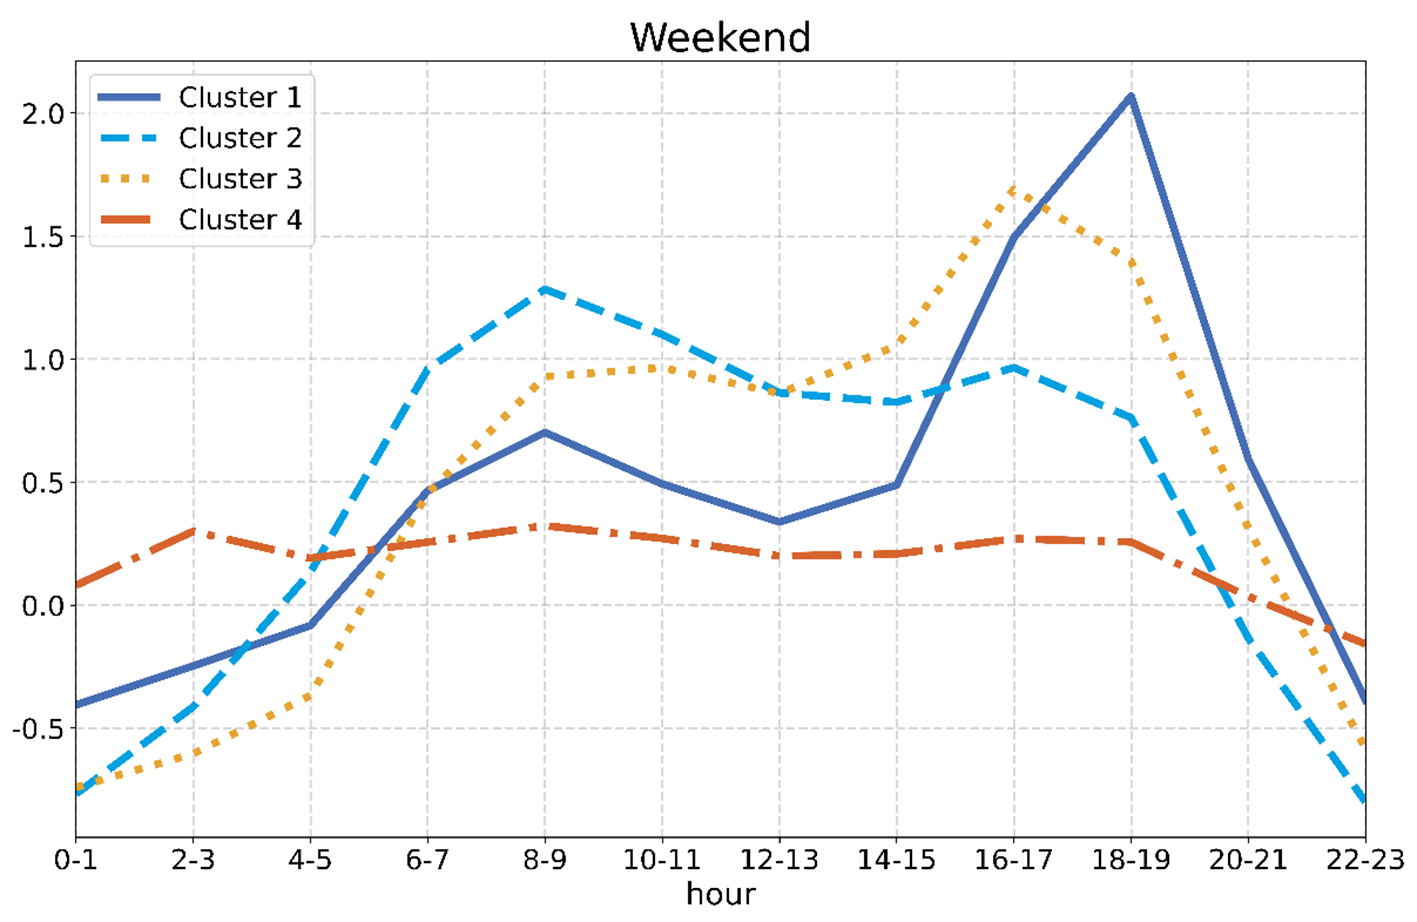 Weekend
Cluster 1
Cluster 2
Cluster 3
Cluster 4
2.0
1.5
1.0
0.5
0.0
-0.5
0-1 2-3 4-5 6-7 8-9 10-11 12-13 14-15 16-17 18-19 20-21 22-23
hour